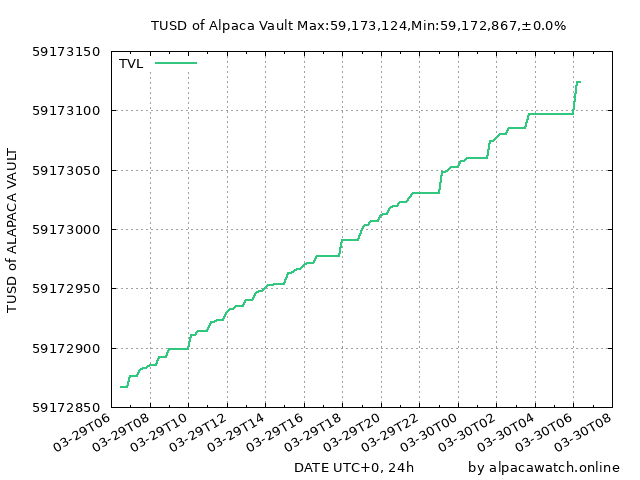 TUSD of Alpaca Vault Max:59,173,124,Min:59,172,867,±0.0%
TVL
59173150
59173100
59173050
59173000
59172950
59172900
59172850
TUSD of ALAPACA VAULT
03-29T06
03-29T08
03-29T10
03-29T12
03-29T14
03-29T16
03-29T18
03-29T20
03-29T22
03-30T00
03-30T02
03-30T04
03-30T06
03-30T08
DATE UTC+0, 24h
by alpacawatch.online